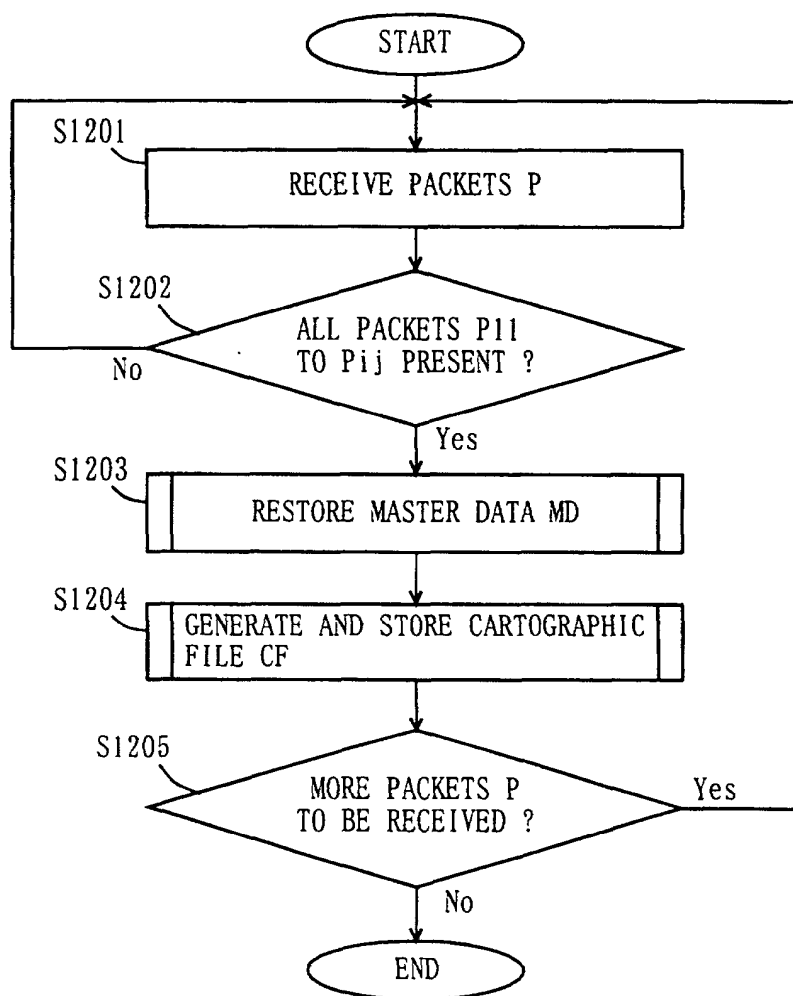 START
S1201
RECEIVE PACKETS P
S1202
ALL PACKETS P11
TO Pij PRESENT ?
No
Yes
S1203
RESTORE MASTER DATA MD
S1204
GENERATE AND STORE CARTOGRAPHIC
FILE CF
S1205
MORE PACKETS P
TO BE RECEIVED ?
Yes
No
END